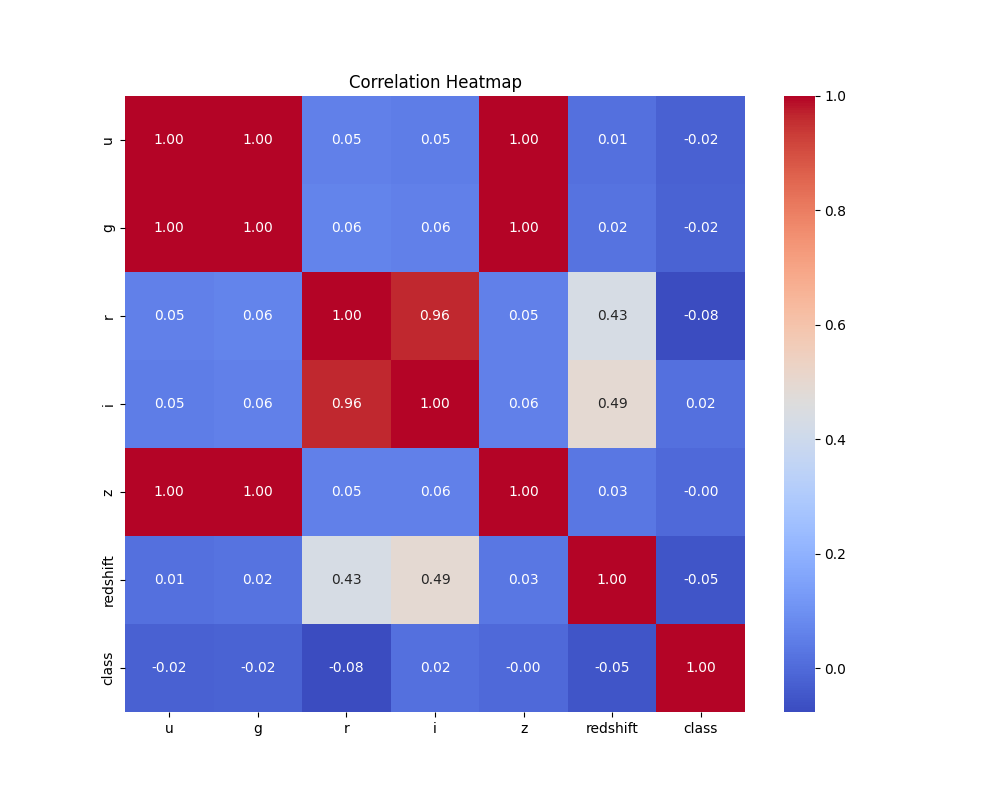 Correlation Heatmap
u 1.00 1.00 0.05 0.05 1.00 0.01 -0.02
g 1.00 1.00 0.06 0.06 1.00 0.02 -0.02
r 0.05 0.06 1.00 0.96 0.05 0.43 -0.08
i 0.05 0.06 0.96 1.00 0.06 0.49 0.02
z 1.00 1.00 0.05 0.06 1.00 0.03 -0.00
redshift 0.01 0.02 0.43 0.49 0.03 1.00 -0.05
class -0.02 -0.02 -0.08 0.02 -0.00 -0.05 1.00
u g r i z redshift class
1.0
0.8
0.6
0.4
0.2
0.0